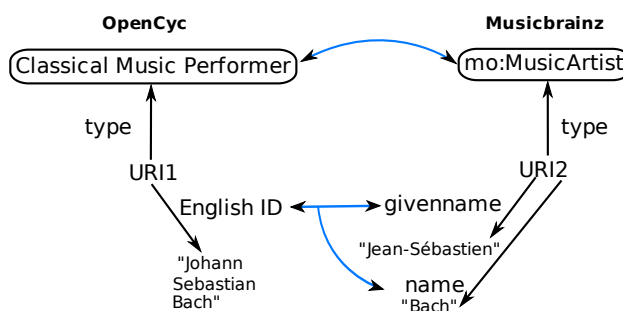 OpenCyc
Musicbrainz
Classical Music Performer
mo:MusicArtist
type
type
URI1
URI2
English ID
givenname
"Jean-Sébastien"
"Johann
Sebastian
Bach"
name
"Bach"